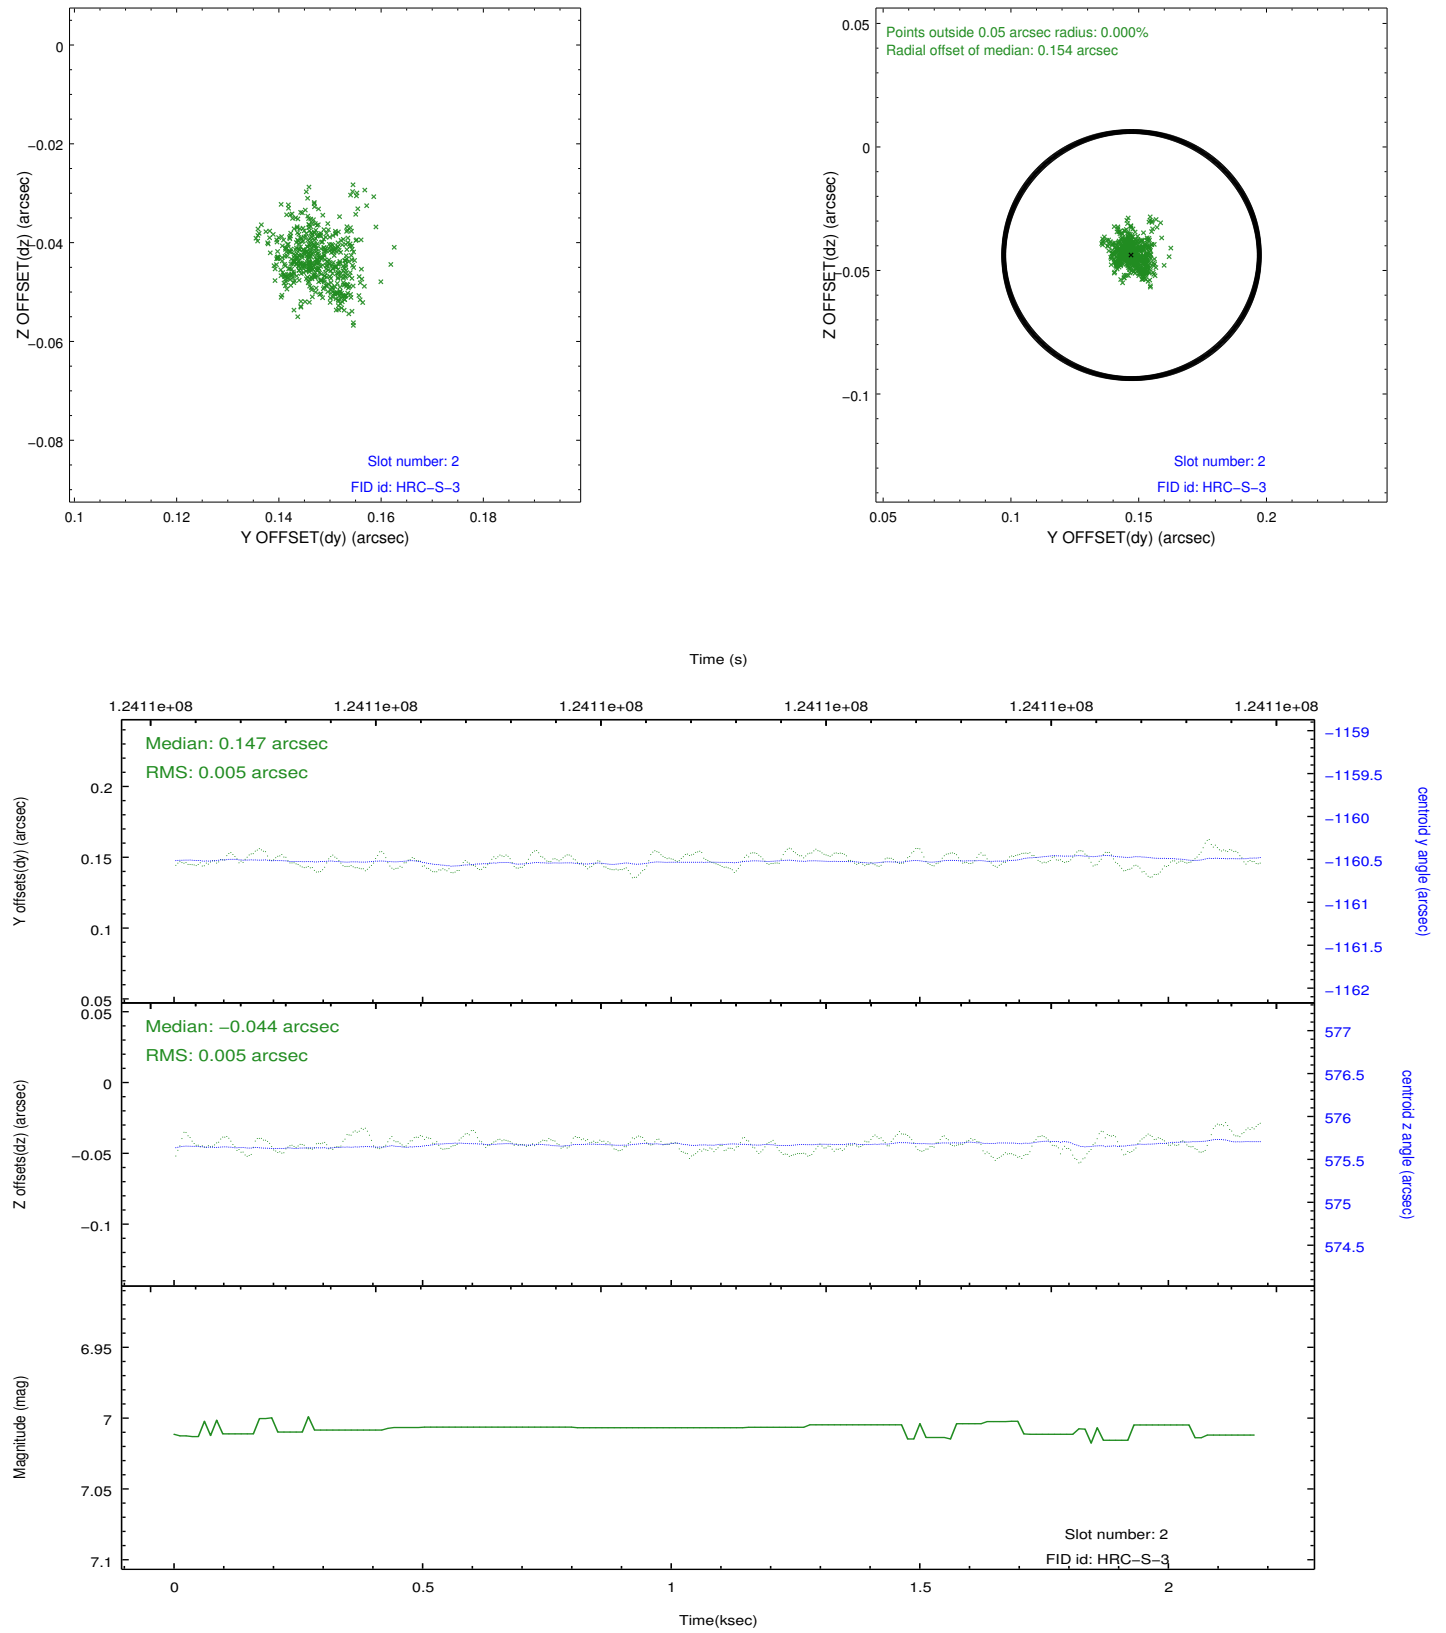 0
−0.02
−0.04
−0.06
−0.08
Z OFFSET(dz) (arcsec)
Slot number: 2
FID id: HRC−S−3
0.1
0.12
0.14
0.16
0.18
Y OFFSET(dy) (arcsec)
Points outside 0.05 arcsec radius: 0.000%
Radial offset of median: 0.154 arcsec
0.05
0
−0.05
−0.1
Z OFFSET(dz) (arcsec)
Slot number: 2
FID id: HRC−S−3
0.05
0.1
0.15
0.2
Y OFFSET(dy) (arcsec)
Time (s)
1.2411e+08
1.2411e+08
1.2411e+08
1.2411e+08
1.2411e+08
1.2411e+08
Median: 0.147 arcsec
RMS: 0.005 arcsec
0.2
0.15
0.1
0.05
Y offsets(dy) (arcsec)
−1159
−1159.5
−1160
−1160.5
−1161
−1161.5
−1162
centroid y angle (arcsec)
Median: −0.044 arcsec
RMS: 0.005 arcsec
0.05
0
−0.05
−0.1
Z offsets(dz) (arcsec)
577
576.5
576
575.5
575
574.5
centroid z angle (arcsec)
6.95
7
7.05
7.1
Magnitude (mag)
Slot number: 2
FID id: HRC−S−3
0
0.5
1
1.5
2
Time(ksec)